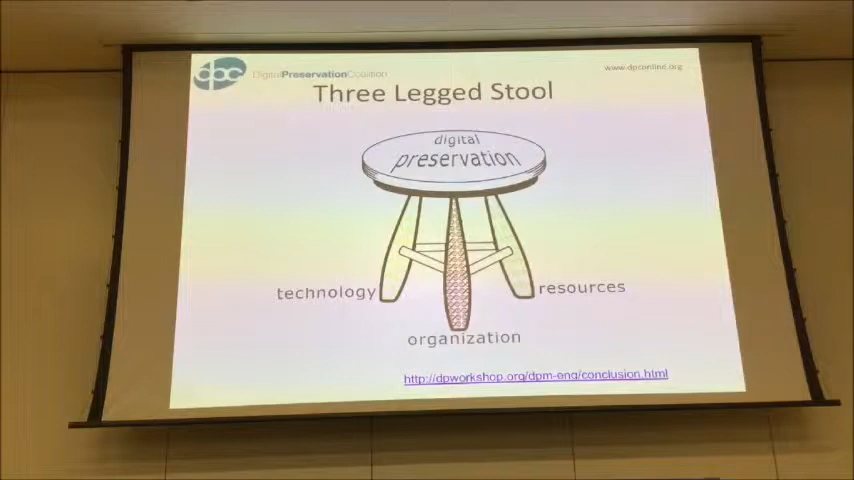 dpc DigitalPreservationCoalition
www.dpconline.org
Three Legged Stool
digital
preservation
technology
resources
organization
http://dpworkshop.org/dpm-eng/conclusion.html